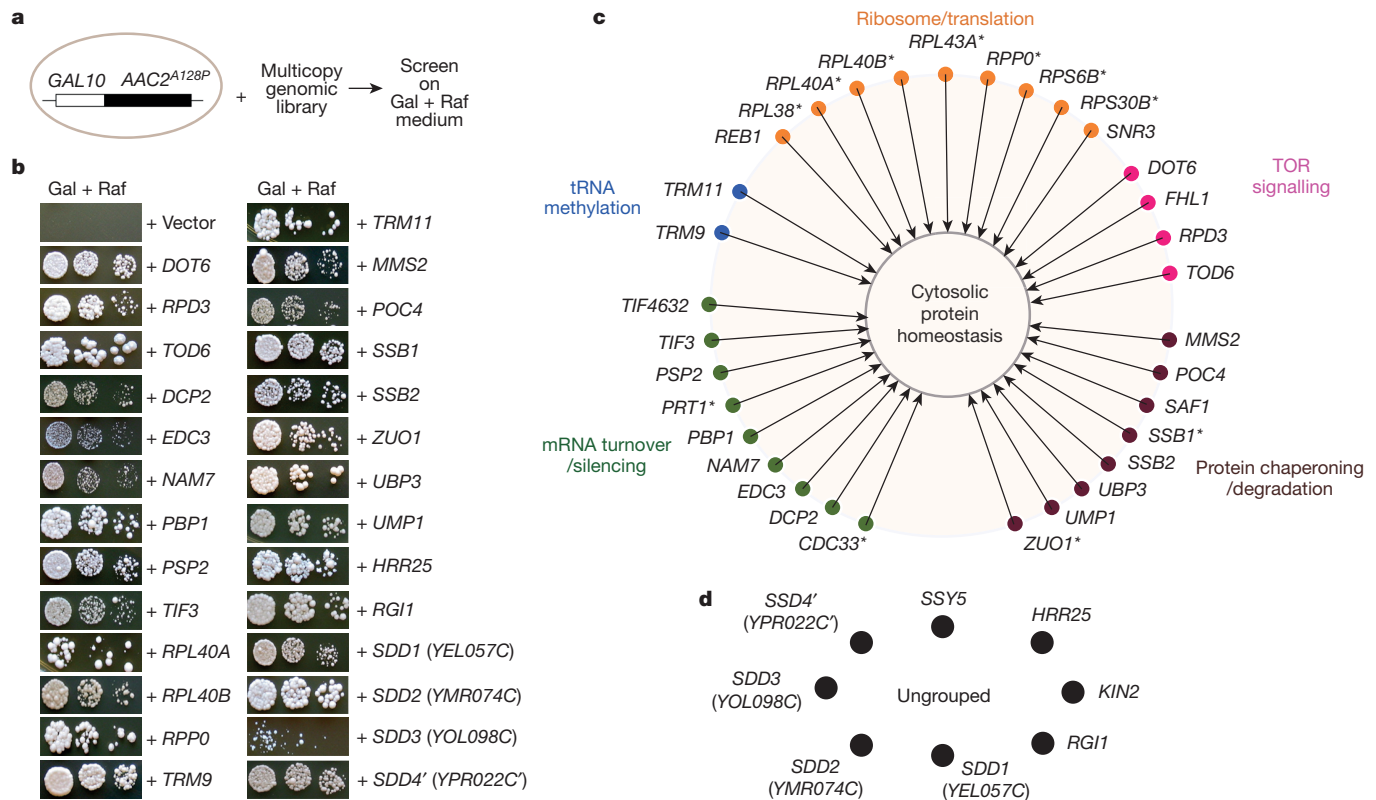 a
GAL10 AAC2A128P
+
Multicopy
genomic
library
Screen
on
Gal + Raf
medium
b
Gal + Raf
+ Vector
+ DOT6
+ RPD3
+ TOD6
+ DCP2
+ EDC3
+ NAM7
+ PBP1
+ PSP2
+ TIF3
+ RPL40A
+ RPL40B
+ RPP0
+ TRM9
Gal + Raf
+ TRM11
+ MMS2
+ POC4
+ SSB1
+ SSB2
+ ZUO1
+ UBP3
+ UMP1
+ HRR25
+ RGI1
+ SDD1 (YEL057C)
+ SDD2 (YMR074C)
+ SDD3 (YOL098C)
+ SDD4′ (YPR022C′)
c
Ribosome/translation
REB1
RPL38*
RPL40A*
RPL40B*
RPL43A*
RPP0*
RPS6B*
RPS30B*
SNR3
TOR
signalling
DOT6
FHL1
RPD3
TOD6
MMS2
POC4
SAF1
SSB1*
SSB2
UBP3
UMP1
ZUO1*
Protein chaperoning
/degradation
tRNA
methylation
TRM11
TRM9
TIF4632
TIF3
PSP2
PRT1*
PBP1
NAM7
EDC3
DCP2
CDC33*
mRNA turnover
/silencing
Cytosolic
protein
homeostasis
d
SSD4′
(YPR022C′)
SSY5
HRR25
KIN2
RGI1
SDD1
(YEL057C)
SDD2
(YMR074C)
SDD3
(YOL098C)
Ungrouped